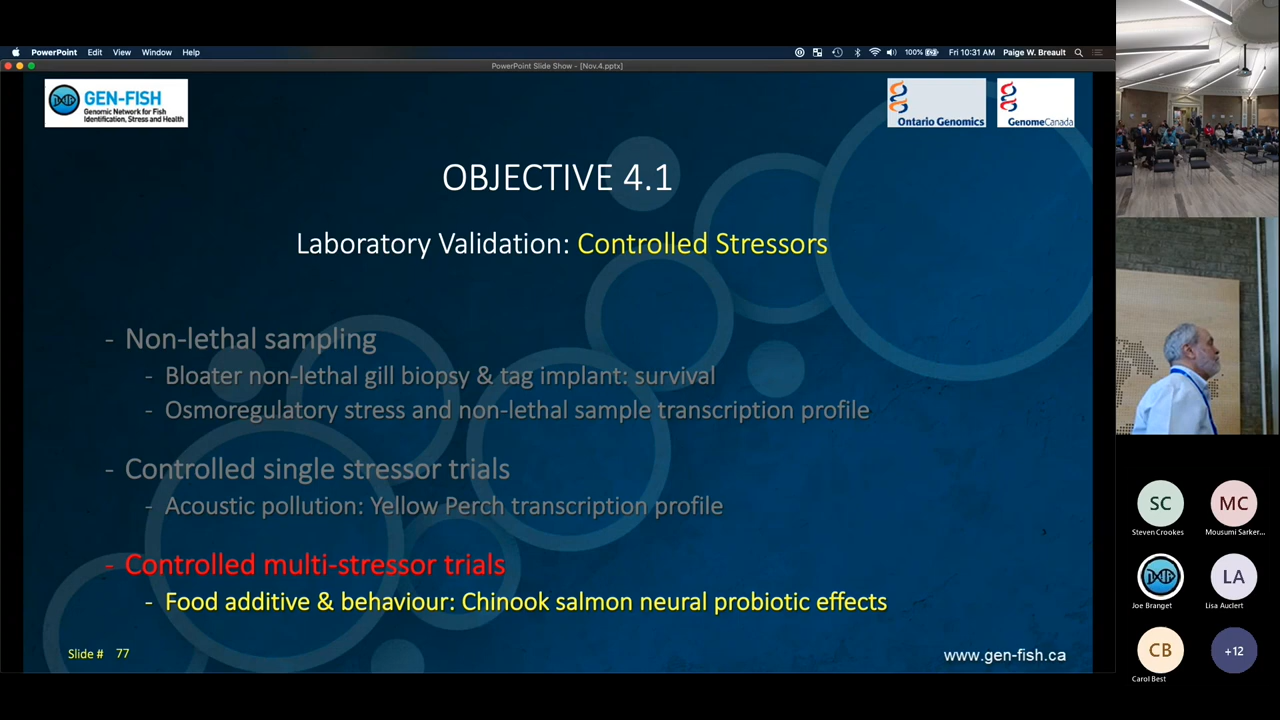 PowerPoint Edit View Window Help
100% Fri 10:31 AM Paige W. Breault
PowerPoint Slide Show - [Nov.4.pptx]
GEN-FISH
Genomic Network for Fish
Identification, Stress and Health
Ontario Genomics
GenomeCanada
OBJECTIVE 4.1
Laboratory Validation: Controlled Stressors
- Non-lethal sampling
- Bloater non-lethal gill biopsy & tag implant: survival
- Osmoregulatory stress and non-lethal sample transcription profile
- Controlled single stressor trials
- Acoustic pollution: Yellow Perch transcription profile
- Controlled multi-stressor trials
- Food additive & behaviour: Chinook salmon neural probiotic effects
Slide # 77
www.gen-fish.ca
SC
MC
Steven Crookes
Mousumi Sarker...
LA
Joe Branget
Lisa Auclert
CB
+12
Carol Best